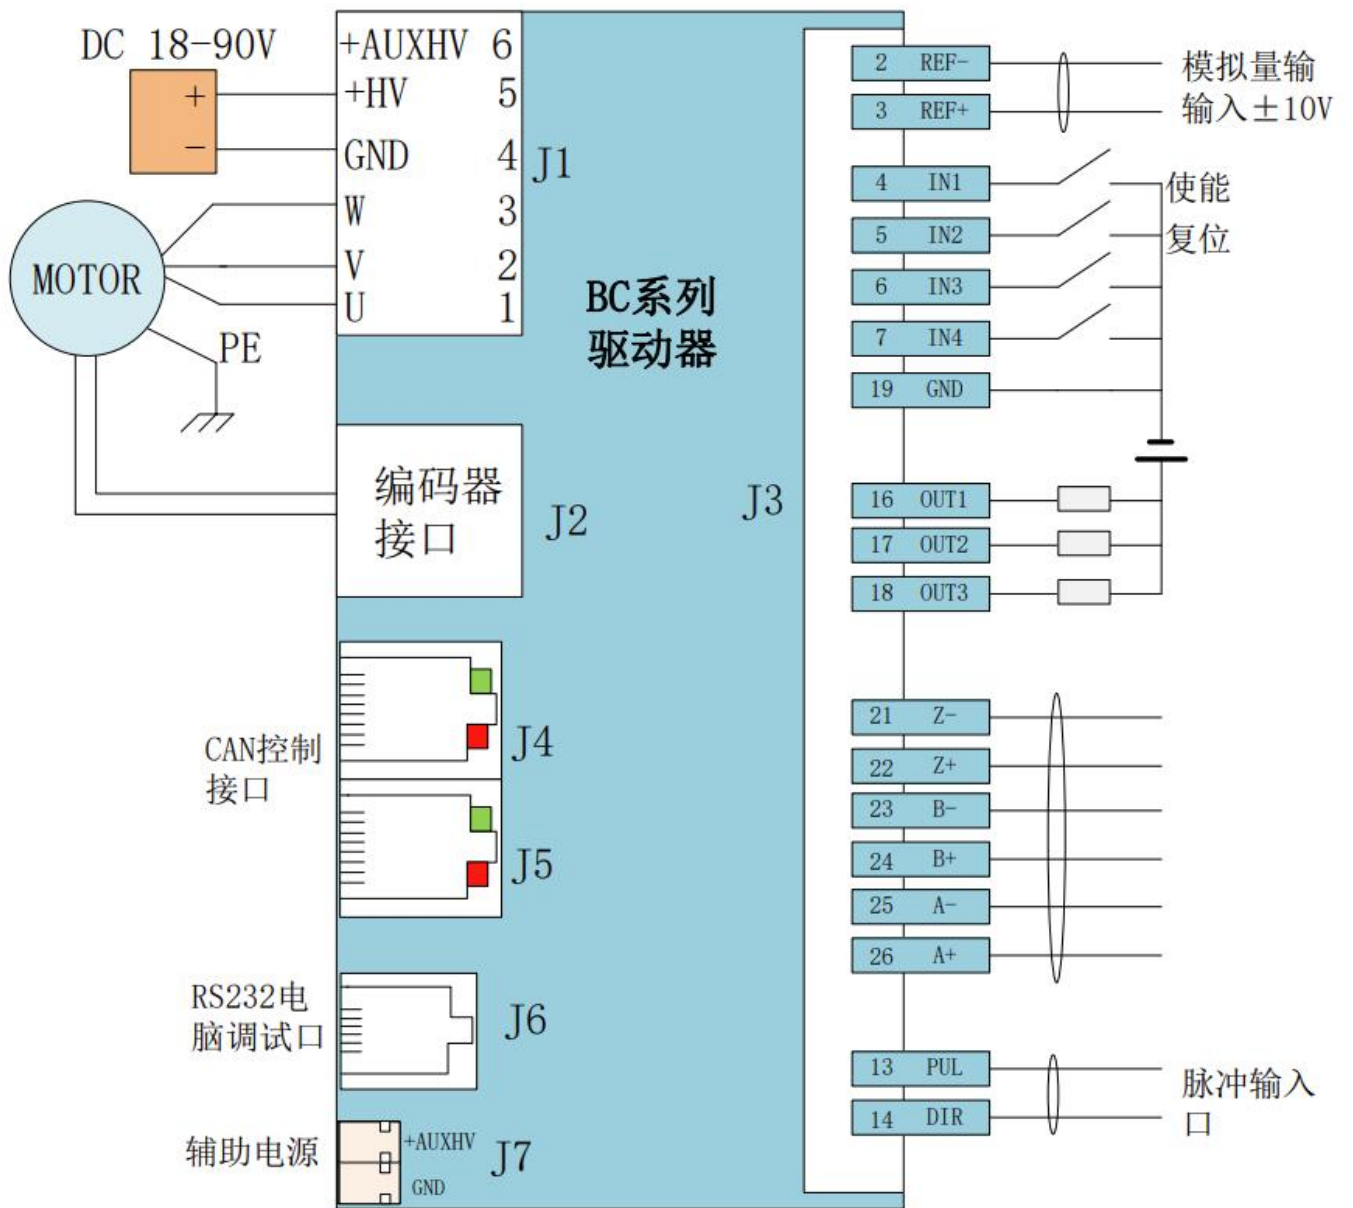 DC 18-90V
+
-
+AUXHV 6
+HV 5
GND 4
W 3
V 2
U 1
J1
MOTOR
PE
BC系列
驱动器
编码器
接口
J2
J3
CAN控制
接口
J4
J5
RS232电
脑调试口
J6
辅助电源
+AUXHV
GND
J7
2 REF-
3 REF+
模拟量输
输入±10V
4 IN1
使能
5 IN2
复位
6 IN3
7 IN4
19 GND
16 OUT1
17 OUT2
18 OUT3
21 Z-
22 Z+
23 B-
24 B+
25 A-
26 A+
13 PUL
14 DIR
脉冲输入
口